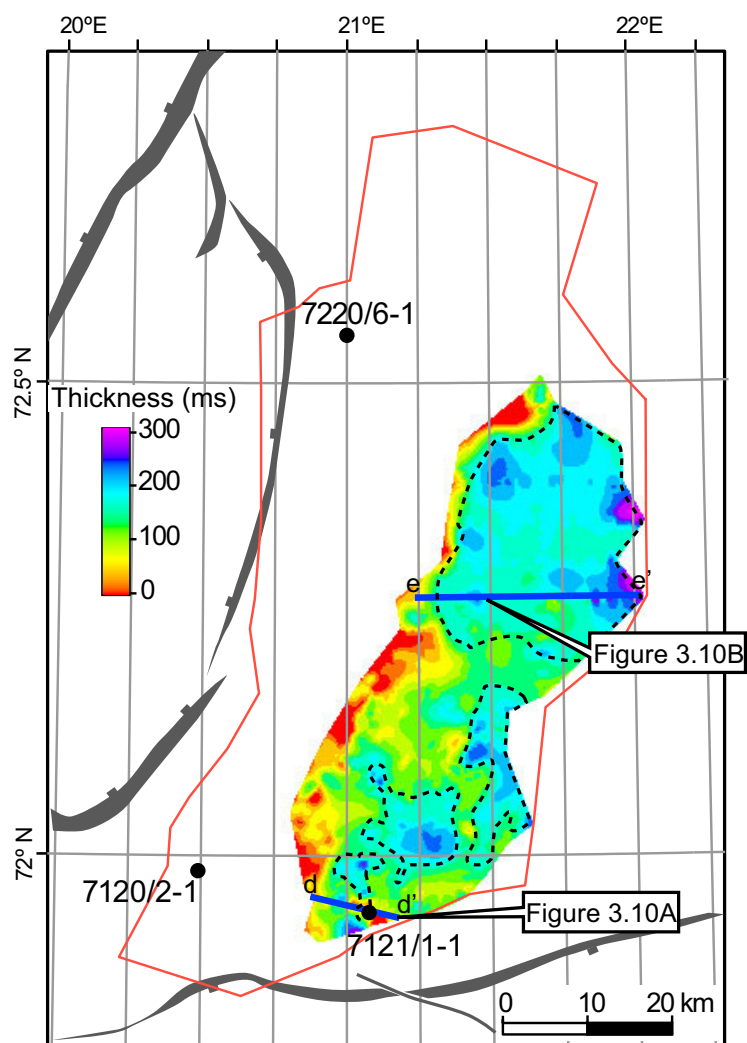 20ºE
21ºE
22ºE
7220/6-1
72.5º N
Thickness (ms)
300
200
100
0
e
e’
Figure 3.10B
72º N
7120/2-1
d
d’
Figure 3.10A
7121/1-1
0
10
20 km